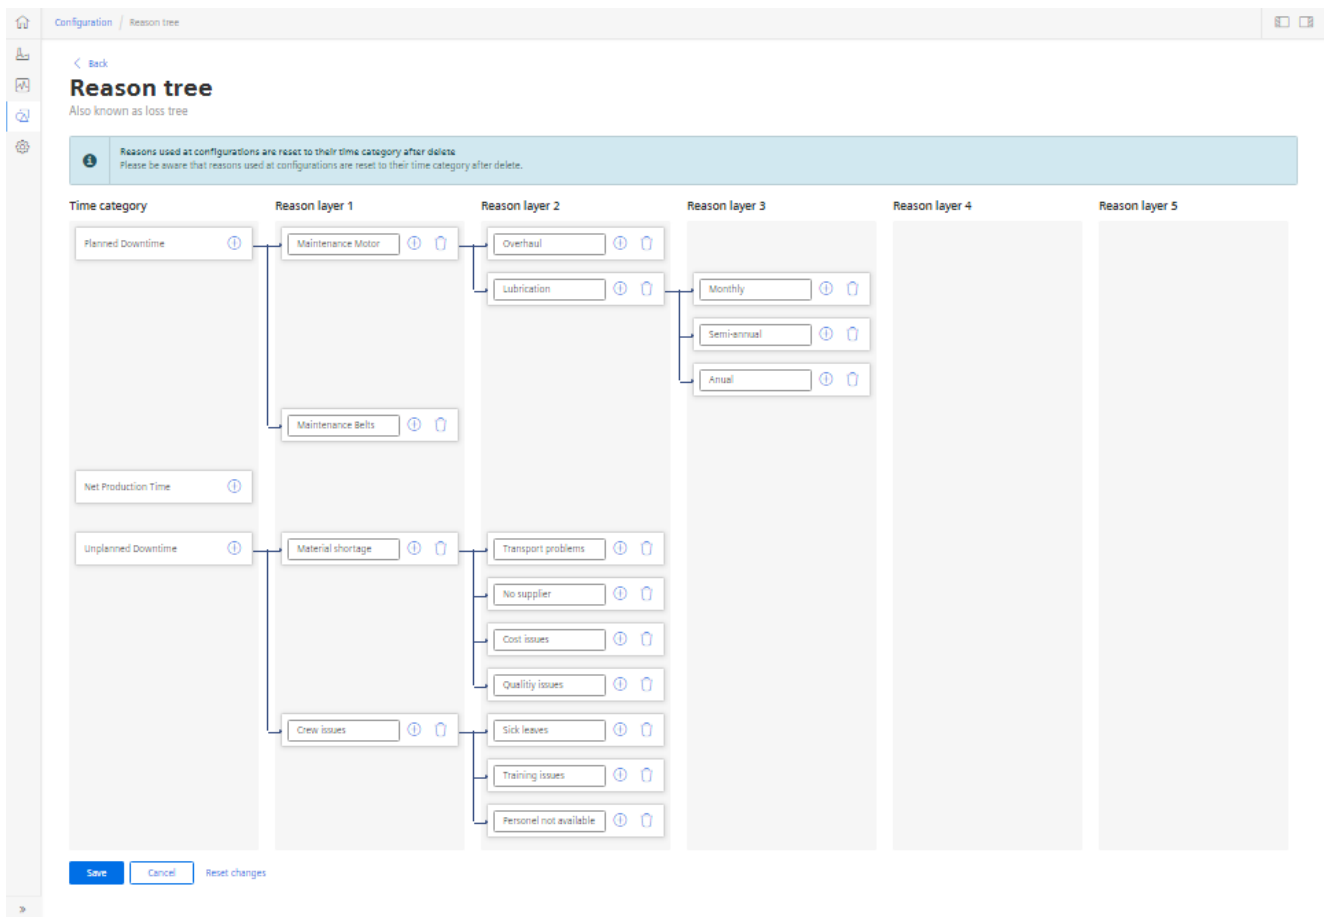 Configuration / Reason tree
Back
Reason tree
Also known as loss tree
Reasons used at configurations are reset to their time category after delete
Please be aware that reasons used at configurations are reset to their time category after delete.
Time category
Reason layer 1
Reason layer 2
Reason layer 3
Reason layer 4
Reason layer 5
Planned Downtime
Maintenance Motor
Overhaul
Lubrication
Monthly
Semi-annual
Anual
Maintenance Belts
Net Production Time
Unplanned Downtime
Material shortage
Transport problems
No supplier
Cost issues
Qualitiy issues
Crew issues
Sick leaves
Training issues
Personel not available
Save
Cancel
Reset changes